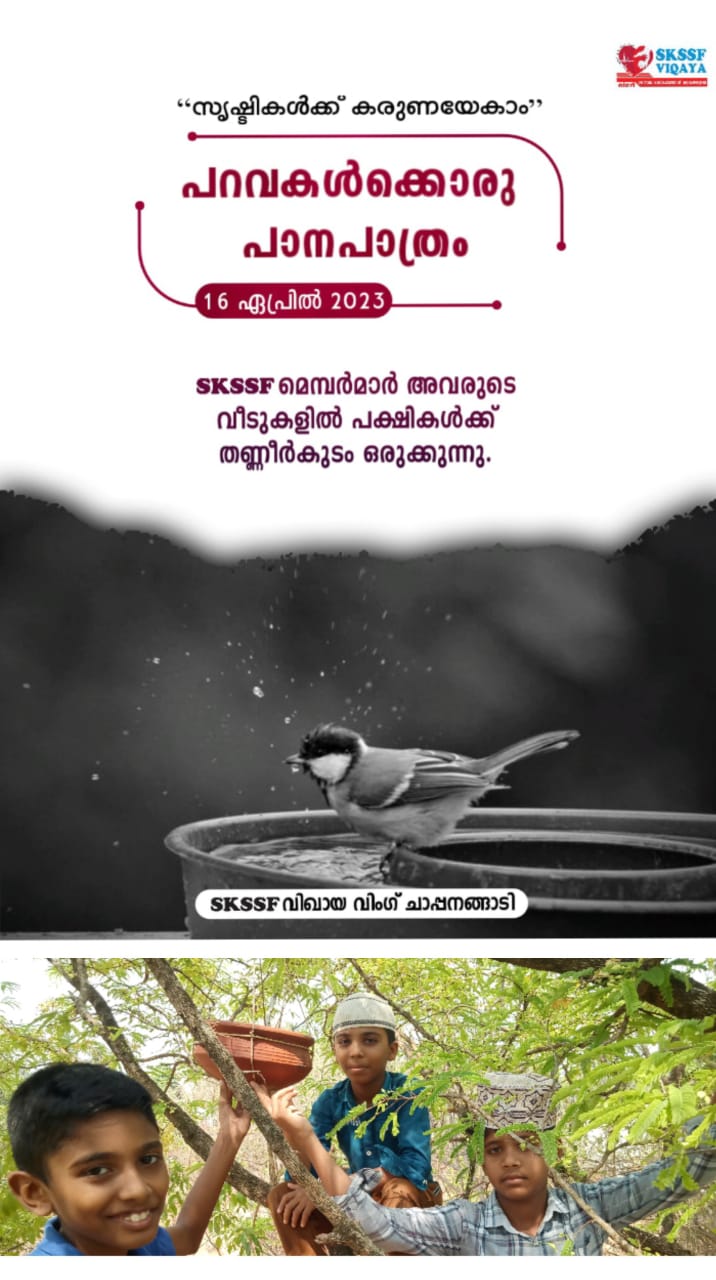 SKSSF
VIQAYA
“സൃഷ്ടികൾക്ക് കരുണയേകാം”
പറവകൾക്കൊരു
പാനപാത്രം
16 ഏപ്രിൽ 2023
SKSSF മെമ്പർമാർ അവരുടെ
വീടുകളിൽ പക്ഷികൾക്ക്
തണ്ണീർകുടം ഒരുക്കുന്നു.
SKSSF വിഖായ വിംഗ് ചാപ്പനങ്ങാടി